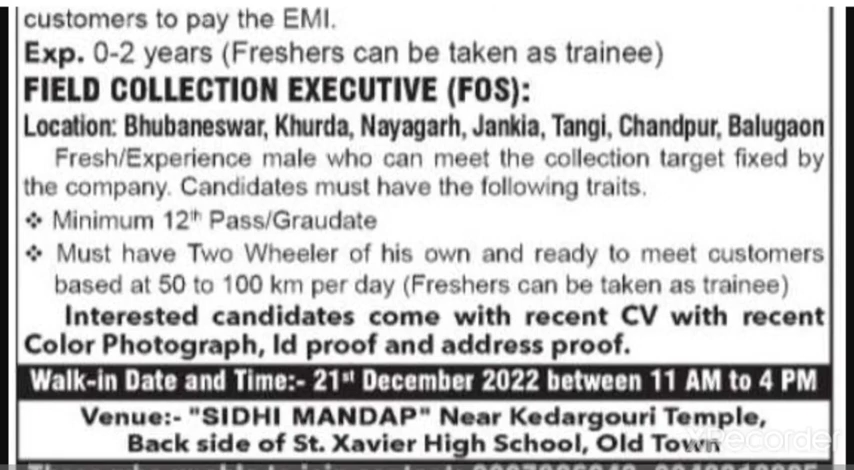 customers to pay the EMI.
Exp. 0-2 years (Freshers can be taken as trainee)
FIELD COLLECTION EXECUTIVE (FOS):
Location: Bhubaneswar, Khurda, Nayagarh, Jankia, Tangi, Chandpur, Balugaon
Fresh/Experience male who can meet the collection target fixed by
the company. Candidates must have the following traits.
❖ Minimum 12th Pass/Graudate
❖ Must have Two Wheeler of his own and ready to meet customers
based at 50 to 100 km per day (Freshers can be taken as trainee)
Interested candidates come with recent CV with recent
Color Photograph, Id proof and address proof.
Walk-in Date and Time:- 21st December 2022 between 11 AM to 4 PM
Venue:- "SIDHI MANDAP" Near Kedargouri Temple,
Back side of St. Xavier High School, Old Town
XRecorder